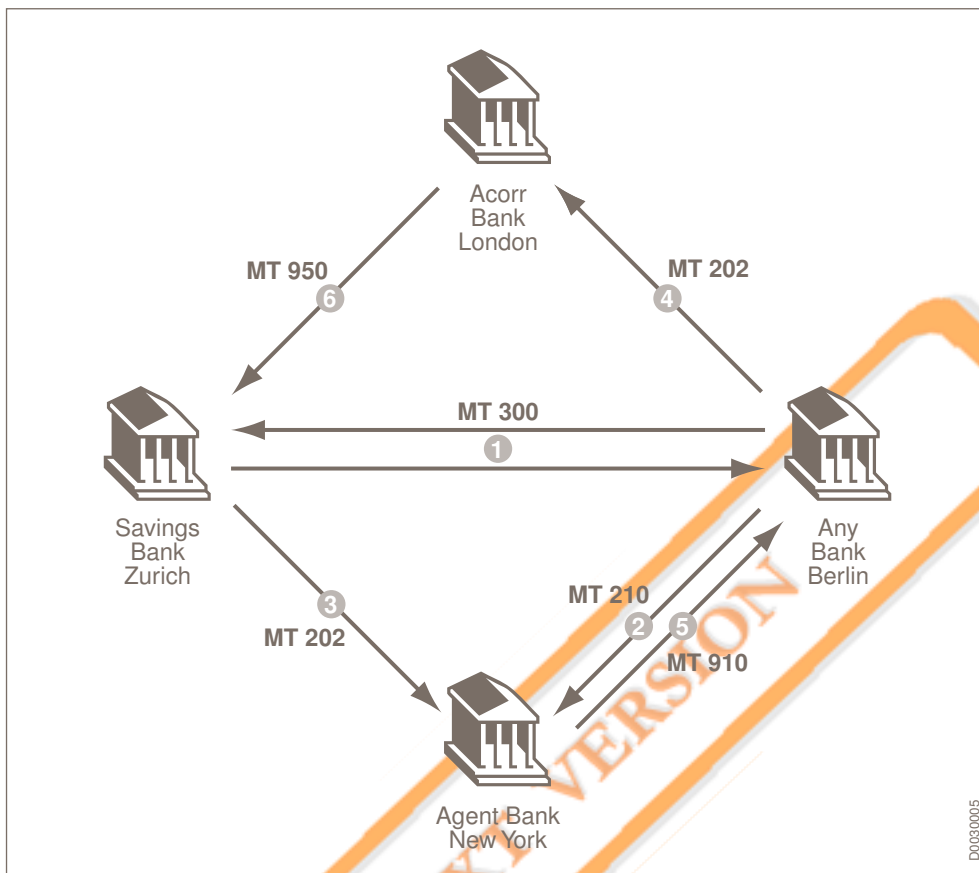 Acorr
Bank
London
MT 950
6
MT 202
4
MT 300
1
Savings
Bank
Zurich
Any
Bank
Berlin
3
MT 202
MT 210
2
5
MT 910
Agent Bank
New York
VERSION
D0030005